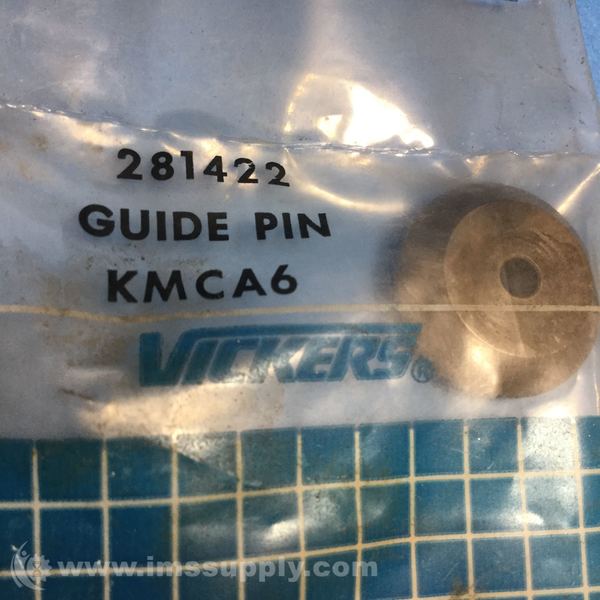 281422
GUIDE PIN
KMCA6
VICKERS®
www.imssupply.com